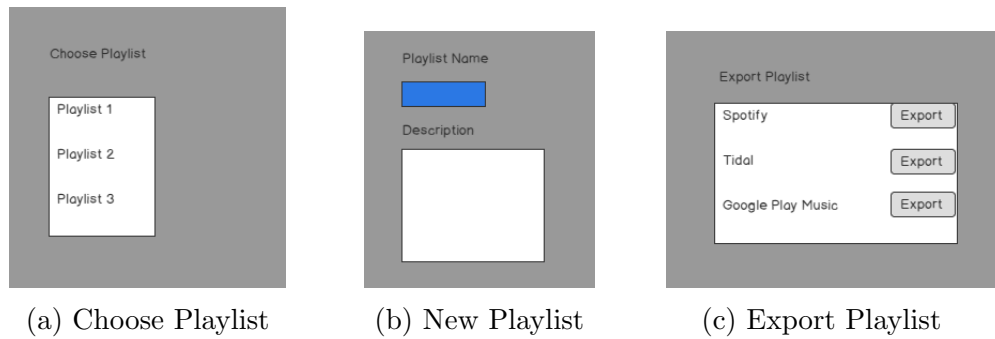 Choose Playlist
Playlist 1
Playlist 2
Playlist 3
(a) Choose Playlist
Playlist Name
Description
(b) New Playlist
Export Playlist
Spotify Export
Tidal Export
Google Play Music Export
(c) Export Playlist